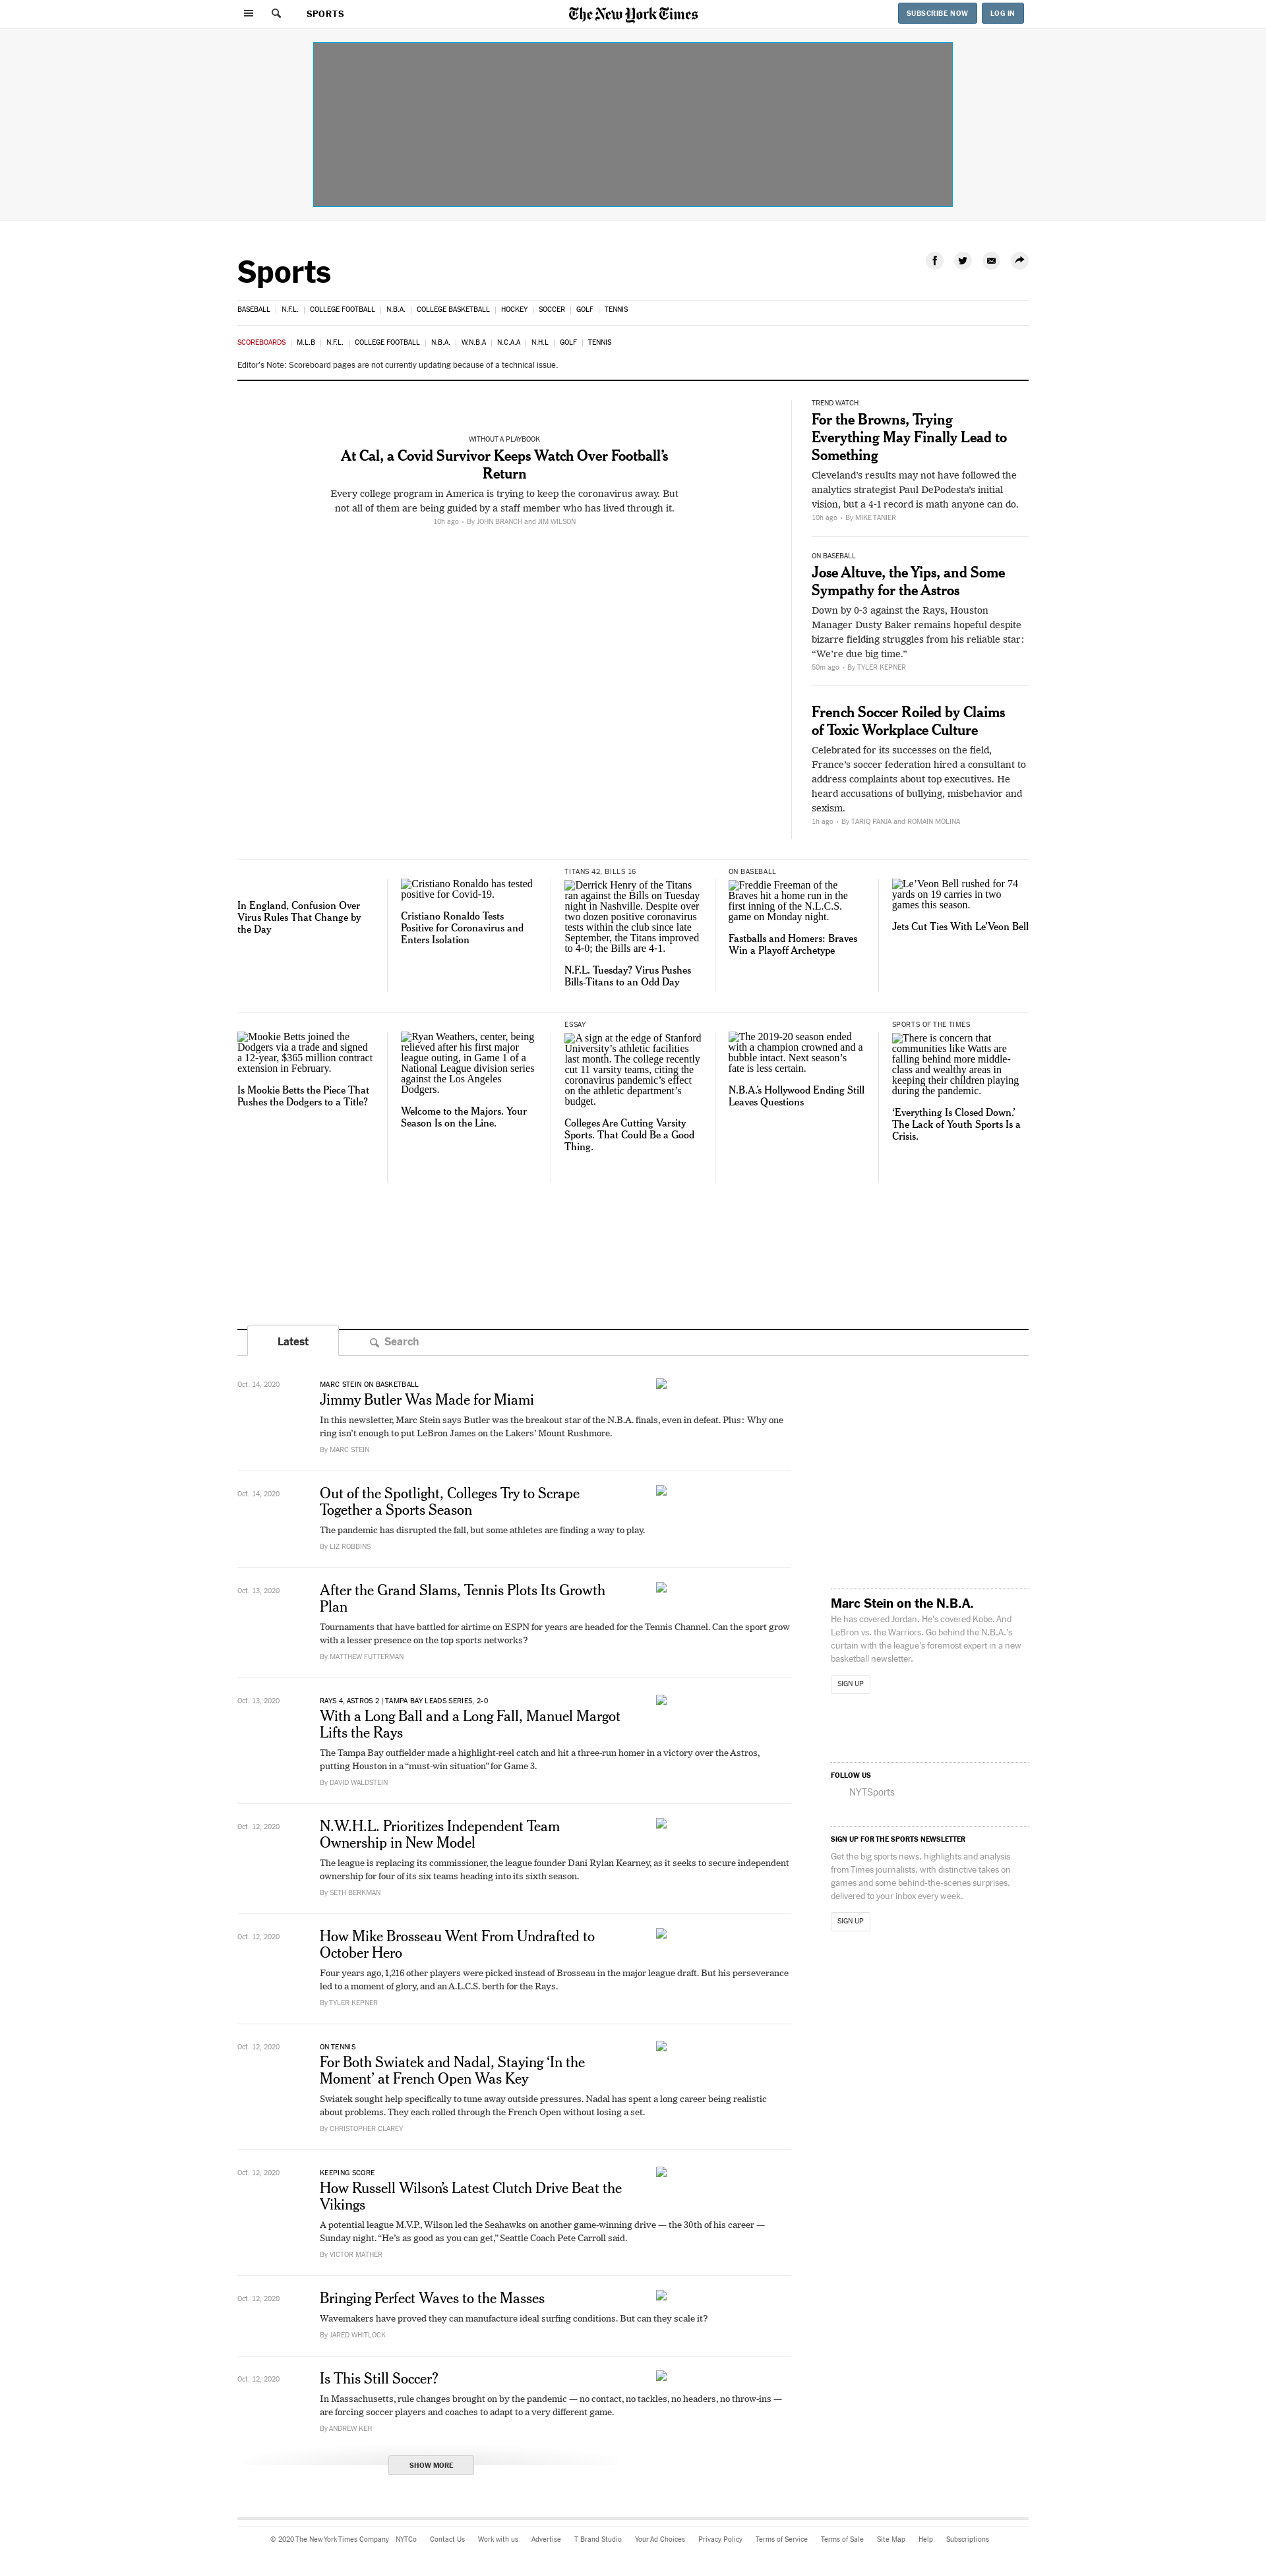 SPORTS
The New York Times
SUBSCRIBE NOW
LOG IN
Sports
BASEBALL | N.F.L. | COLLEGE FOOTBALL | N.B.A. | COLLEGE BASKETBALL | HOCKEY | SOCCER | GOLF | TENNIS
SCOREBOARDS | M.L.B | N.F.L. | COLLEGE FOOTBALL | N.B.A. | W.N.B.A | N.C.A.A | N.H.L | GOLF | TENNIS
Editor's Note: Scoreboard pages are not currently updating because of a technical issue.
WITHOUT A PLAYBOOK
At Cal, a Covid Survivor Keeps Watch Over Football’s
Return
Every college program in America is trying to keep the coronavirus away. But
not all of them are being guided by a staff member who has lived through it.
10h ago • By JOHN BRANCH and JIM WILSON
TREND WATCH
For the Browns, Trying
Everything May Finally Lead to
Something
Cleveland’s results may not have followed the
analytics strategist Paul DePodesta’s initial
vision, but a 4-1 record is math anyone can do.
10h ago • By MIKE TANIER
ON BASEBALL
Jose Altuve, the Yips, and Some
Sympathy for the Astros
Down by 0-3 against the Rays, Houston
Manager Dusty Baker remains hopeful despite
bizarre fielding struggles from his reliable star:
“We’re due big time.”
50m ago • By TYLER KEPNER
French Soccer Roiled by Claims
of Toxic Workplace Culture
Celebrated for its successes on the field,
France’s soccer federation hired a consultant to
address complaints about top executives. He
heard accusations of bullying, misbehavior and
sexism.
1h ago • By TARIQ PANJA and ROMAIN MOLINA
In England, Confusion Over
Virus Rules That Change by
the Day
Cristiano Ronaldo has tested
positive for Covid-19.
Cristiano Ronaldo Tests
Positive for Coronavirus and
Enters Isolation
TITANS 42, BILLS 16
Derrick Henry of the Titans
ran against the Bills on Tuesday
night in Nashville. Despite over
two dozen positive coronavirus
tests within the club since late
September, the Titans improved
to 4-0; the Bills are 4-1.
N.F.L. Tuesday? Virus Pushes
Bills-Titans to an Odd Day
ON BASEBALL
Freddie Freeman of the
Braves hit a home run in the
first inning of the N.L.C.S.
game on Monday night.
Fastballs and Homers: Braves
Win a Playoff Archetype
Le’Veon Bell rushed for 74
yards on 19 carries in two
games this season.
Jets Cut Ties With Le’Veon Bell
Mookie Betts joined the
Dodgers via a trade and signed
a 12-year, $365 million contract
extension in February.
Is Mookie Betts the Piece That
Pushes the Dodgers to a Title?
Ryan Weathers, center, being
relieved after his first major
league outing, in Game 1 of a
National League division series
against the Los Angeles
Dodgers.
Welcome to the Majors. Your
Season Is on the Line.
ESSAY
A sign at the edge of Stanford
University’s athletic facilities
last month. The college recently
cut 11 varsity teams, citing the
coronavirus pandemic’s effect
on the athletic department’s
budget.
Colleges Are Cutting Varsity
Sports. That Could Be a Good
Thing.
The 2019-20 season ended
with a champion crowned and a
bubble intact. Next season’s
fate is less certain.
N.B.A.’s Hollywood Ending Still
Leaves Questions
SPORTS OF THE TIMES
There is concern that
communities like Watts are
falling behind more middle-
class and wealthy areas in
keeping their children playing
during the pandemic.
‘Everything Is Closed Down.’
The Lack of Youth Sports Is a
Crisis.
Latest
Search
Oct. 14, 2020
MARC STEIN ON BASKETBALL
Jimmy Butler Was Made for Miami
In this newsletter, Marc Stein says Butler was the breakout star of the N.B.A. finals, even in defeat. Plus: Why one
ring isn’t enough to put LeBron James on the Lakers’ Mount Rushmore.
By MARC STEIN
Oct. 14, 2020
Out of the Spotlight, Colleges Try to Scrape
Together a Sports Season
The pandemic has disrupted the fall, but some athletes are finding a way to play.
By LIZ ROBBINS
Oct. 13, 2020
After the Grand Slams, Tennis Plots Its Growth
Plan
Tournaments that have battled for airtime on ESPN for years are headed for the Tennis Channel. Can the sport grow
with a lesser presence on the top sports networks?
By MATTHEW FUTTERMAN
Oct. 13, 2020
RAYS 4, ASTROS 2 | TAMPA BAY LEADS SERIES, 2-0
With a Long Ball and a Long Fall, Manuel Margot
Lifts the Rays
The Tampa Bay outfielder made a highlight-reel catch and hit a three-run homer in a victory over the Astros,
putting Houston in a “must-win situation” for Game 3.
By DAVID WALDSTEIN
Oct. 12, 2020
N.W.H.L. Prioritizes Independent Team
Ownership in New Model
The league is replacing its commissioner, the league founder Dani Rylan Kearney, as it seeks to secure independent
ownership for four of its six teams heading into its sixth season.
By SETH BERKMAN
Oct. 12, 2020
How Mike Brosseau Went From Undrafted to
October Hero
Four years ago, 1,216 other players were picked instead of Brosseau in the major league draft. But his perseverance
led to a moment of glory, and an A.L.C.S. berth for the Rays.
By TYLER KEPNER
Oct. 12, 2020
ON TENNIS
For Both Swiatek and Nadal, Staying ‘In the
Moment’ at French Open Was Key
Swiatek sought help specifically to tune away outside pressures. Nadal has spent a long career being realistic
about problems. They each rolled through the French Open without losing a set.
By CHRISTOPHER CLAREY
Oct. 12, 2020
KEEPING SCORE
How Russell Wilson’s Latest Clutch Drive Beat the
Vikings
A potential league M.V.P., Wilson led the Seahawks on another game-winning drive — the 30th of his career —
Sunday night. “He’s as good as you can get,” Seattle Coach Pete Carroll said.
By VICTOR MATHER
Oct. 12, 2020
Bringing Perfect Waves to the Masses
Wavemakers have proved they can manufacture ideal surfing conditions. But can they scale it?
By JARED WHITLOCK
Oct. 12, 2020
Is This Still Soccer?
In Massachusetts, rule changes brought on by the pandemic — no contact, no tackles, no headers, no throw-ins —
are forcing soccer players and coaches to adapt to a very different game.
By ANDREW KEH
SHOW MORE
Marc Stein on the N.B.A.
He has covered Jordan. He’s covered Kobe. And
LeBron vs. the Warriors. Go behind the N.B.A.’s
curtain with the league’s foremost expert in a new
basketball newsletter.
SIGN UP
FOLLOW US
NYTSports
SIGN UP FOR THE SPORTS NEWSLETTER
Get the big sports news, highlights and analysis
from Times journalists, with distinctive takes on
games and some behind-the-scenes surprises,
delivered to your inbox every week.
SIGN UP
© 2020 The New York Times Company NYTCo Contact Us Work with us Advertise T Brand Studio Your Ad Choices Privacy Policy Terms of Service Terms of Sale Site Map Help Subscriptions